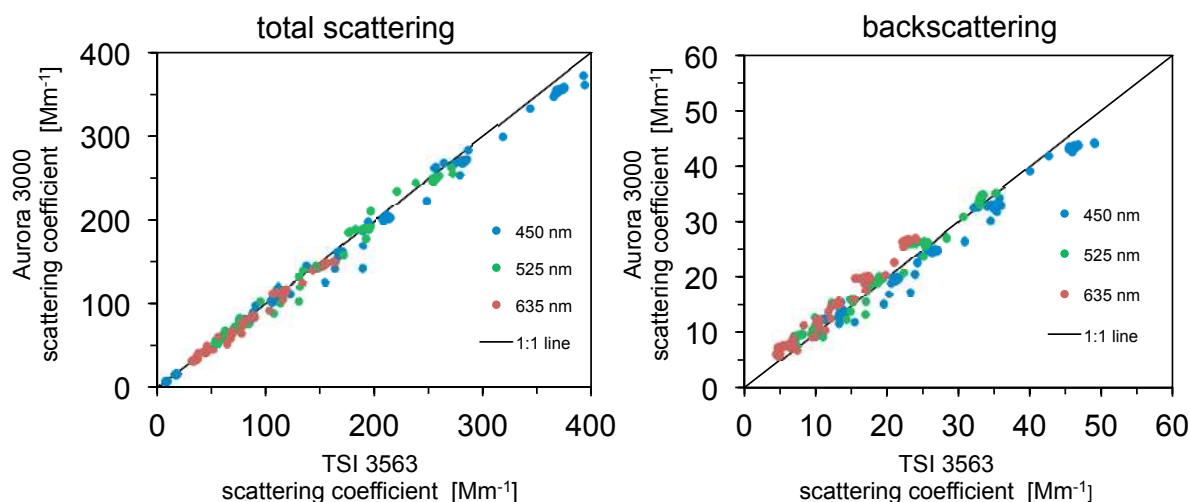 total scattering
400
300
200
100
0
Aurora 3000
scattering coefficient [Mm-1]
450 nm
525 nm
635 nm
1:1 line
0 100 200 300 400
TSI 3563
scattering coefficient [Mm-1]
backscattering
60
50
40
30
20
10
0
Aurora 3000
scattering coefficient [Mm-1]
450 nm
525 nm
635 nm
1:1 line
0 10 20 30 40 50 60
TSI 3563
scattering coefficient [Mm-1]